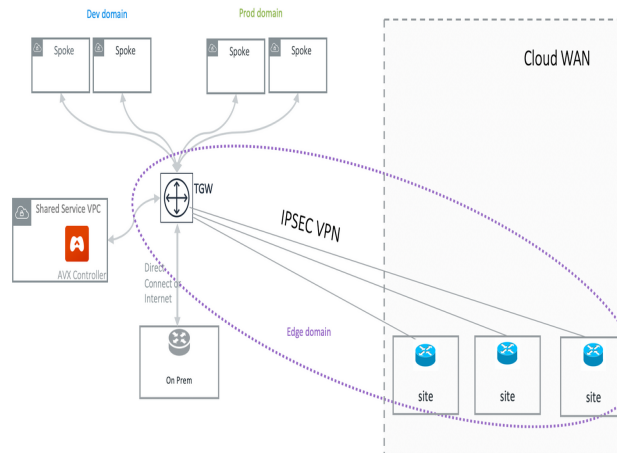 Dev domain
Prod domain
Spoke
Spoke
Spoke
Spoke
Cloud WAN
TGW
Shared Service VPC
IPSEC VPN
AVX Controller
Direct
Connect or
Internet
Edge domain
On Prem
site
site
site